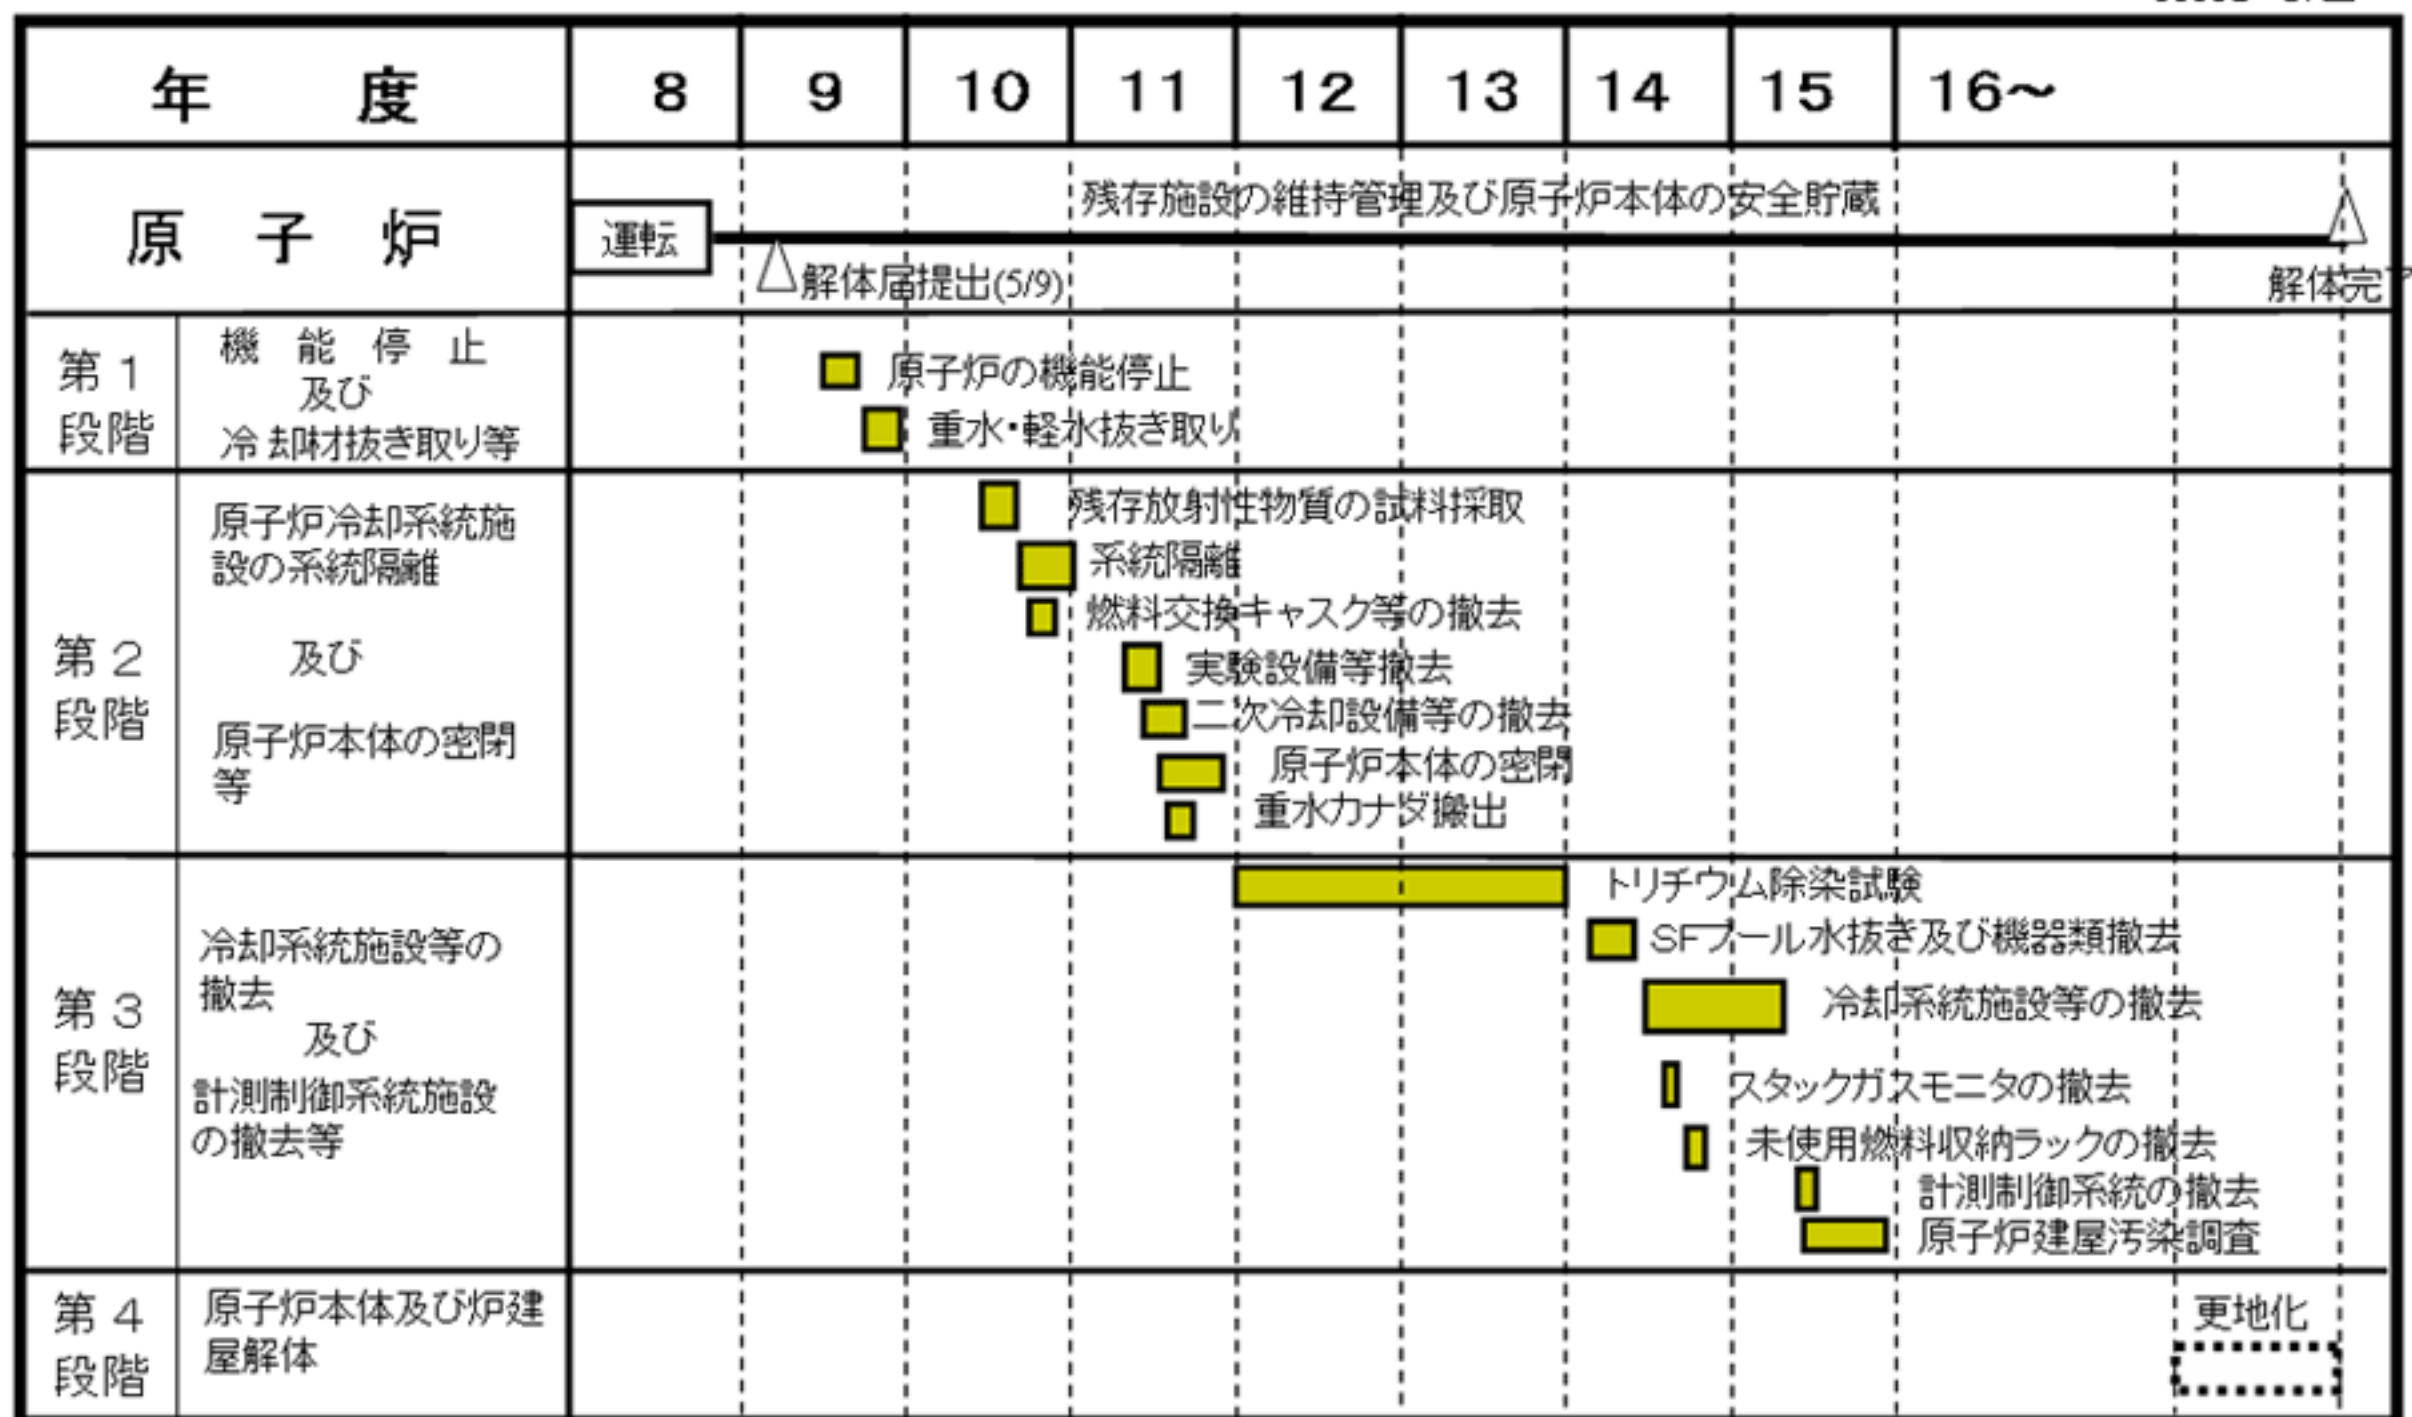 年 度 8 9 10 11 12 13 14 15 16～
原 子 炉
運転
残存施設の維持管理及び原子炉本体の安全貯蔵
解体届提出(5/9)
解体完了
第1
段階
機 能 停 止
及び
冷却材抜き取り等
原子炉の機能停止
重水・軽水抜き取り
第2
段階
原子炉冷却系統施
設の系統隔離
及び
原子炉本体の密閉
等
残存放射性物質の試料採取
系統隔離
燃料交換キャスク等の撤去
実験設備等撤去
二次冷却設備等の撤去
原子炉本体の密閉
重水カナダ搬出
第3
段階
冷却系統施設等の
撤去
及び
計測制御系統施設
の撤去等
トリチウム除染試験
SFプール水抜き及び機器類撤去
冷却系統施設等の撤去
スタックガスモニタの撤去
未使用燃料収納ラックの撤去
計測制御系統の撤去
原子炉建屋汚染調査
第4
段階
原子炉本体及び炉建
屋解体
更地化